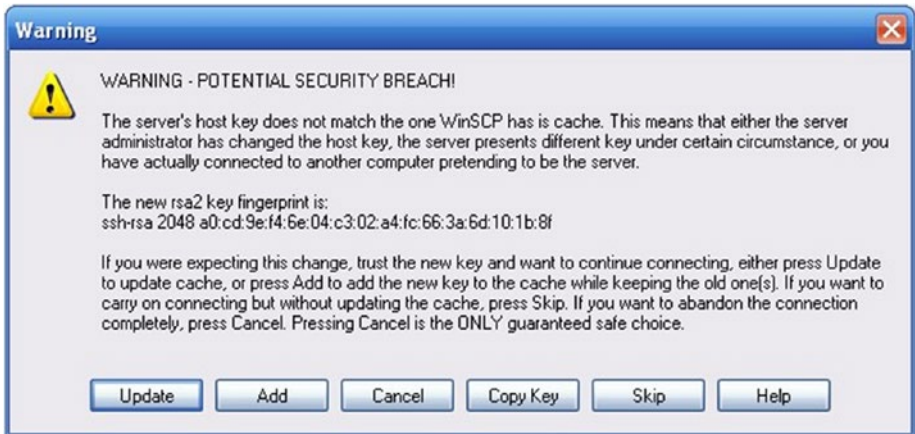 Warning
WARNING - POTENTIAL SECURITY BREACH!
The server's host key does not match the one WinSCP has is cache. This means that either the server
administrator has changed the host key, the server presents different key under certain circumstance, or you
have actually connected to another computer pretending to be the server.
The new rsa2 key fingerprint is:
ssh-rsa 2048 a0:cd:9e:f4:6e:04:c3:02:a4:fc:66:3a:6d:10:1b:8f
If you were expecting this change, trust the new key and want to continue connecting, either press Update
to update cache, or press Add to add the new key to the cache while keeping the old one(s). If you want to
carry on connecting but without updating the cache, press Skip. If you want to abandon the connection
completely, press Cancel. Pressing Cancel is the ONLY guaranteed safe choice.
Update Add Cancel Copy Key Skip Help